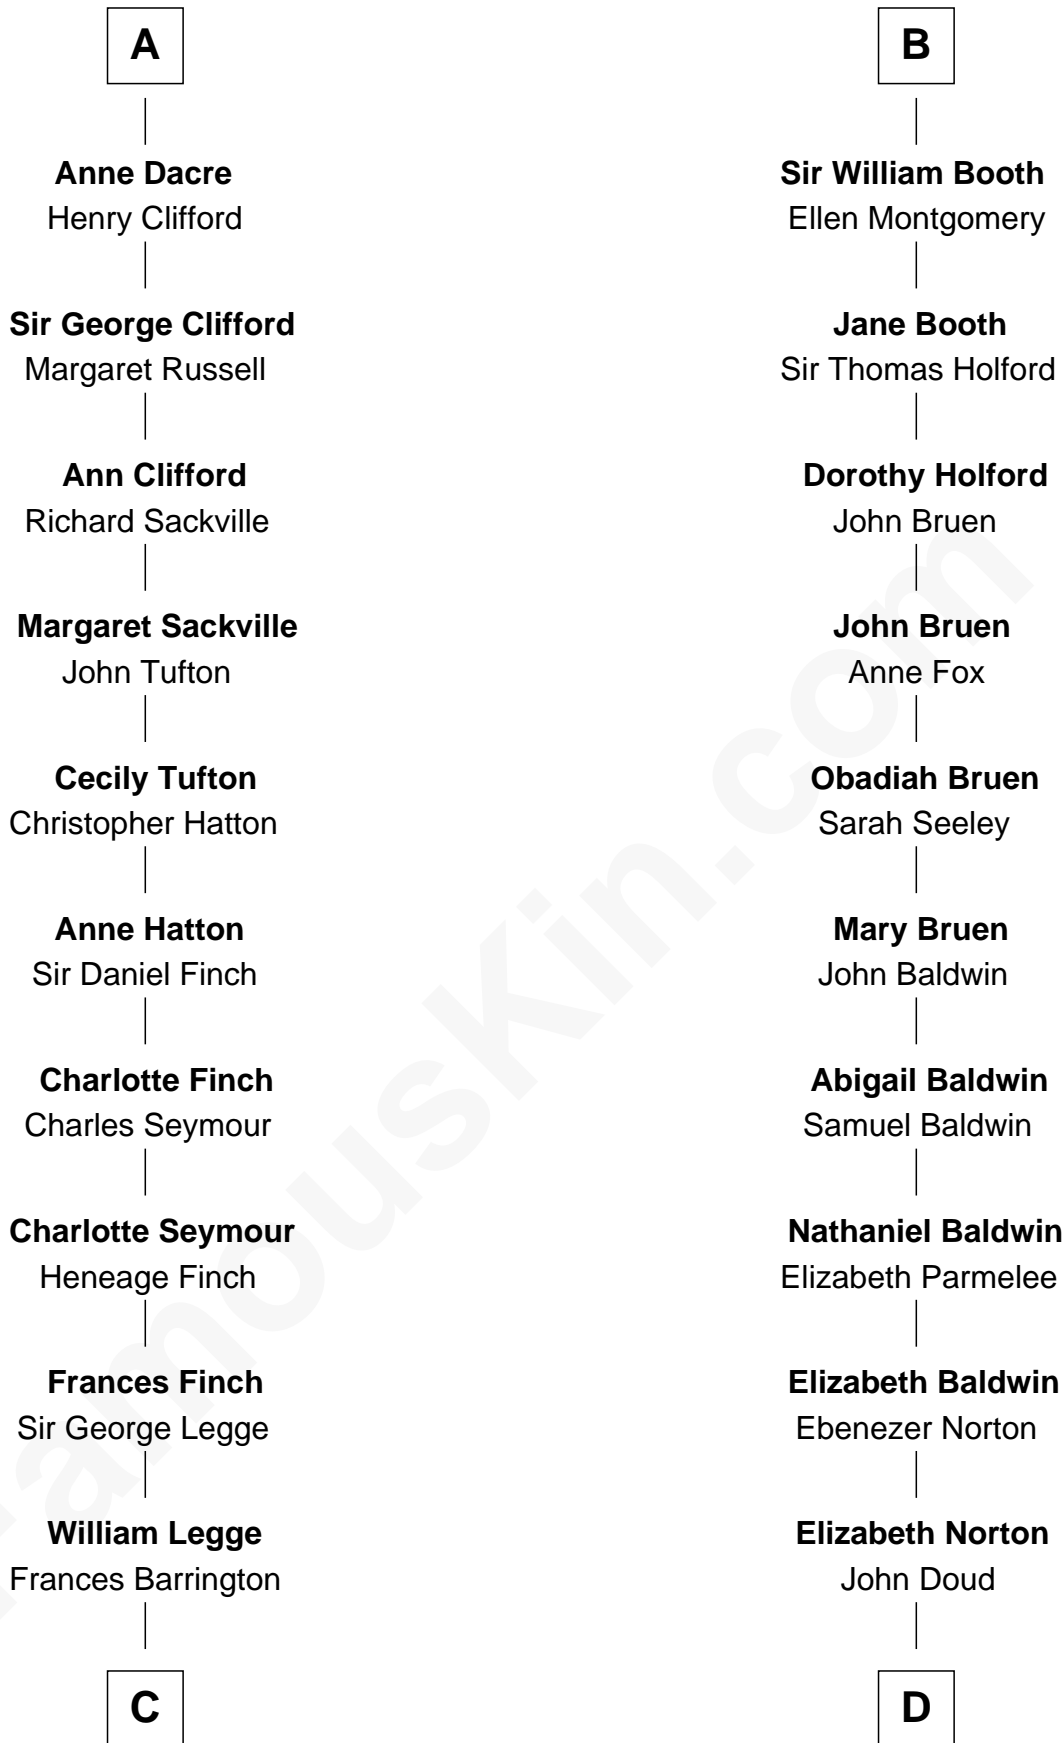 A
Anne Dacre
Henry Clifford
Sir George Clifford
Margaret Russell
Ann Clifford
Richard Sackville
Margaret Sackville
John Tufton
Cecily Tufton
Christopher Hatton
Anne Hatton
Sir Daniel Finch
Charlotte Finch
Charles Seymour
Charlotte Seymour
Heneage Finch
Frances Finch
Sir George Legge
William Legge
Frances Barrington
C
B
Sir William Booth
Ellen Montgomery
Jane Booth
Sir Thomas Holford
Dorothy Holford
John Bruen
John Bruen
Anne Fox
Obadiah Bruen
Sarah Seeley
Mary Bruen
John Baldwin
Abigail Baldwin
Samuel Baldwin
Nathaniel Baldwin
Elizabeth Parmelee
Elizabeth Baldwin
Ebenezer Norton
Elizabeth Norton
John Doud
D
FamousKin.com